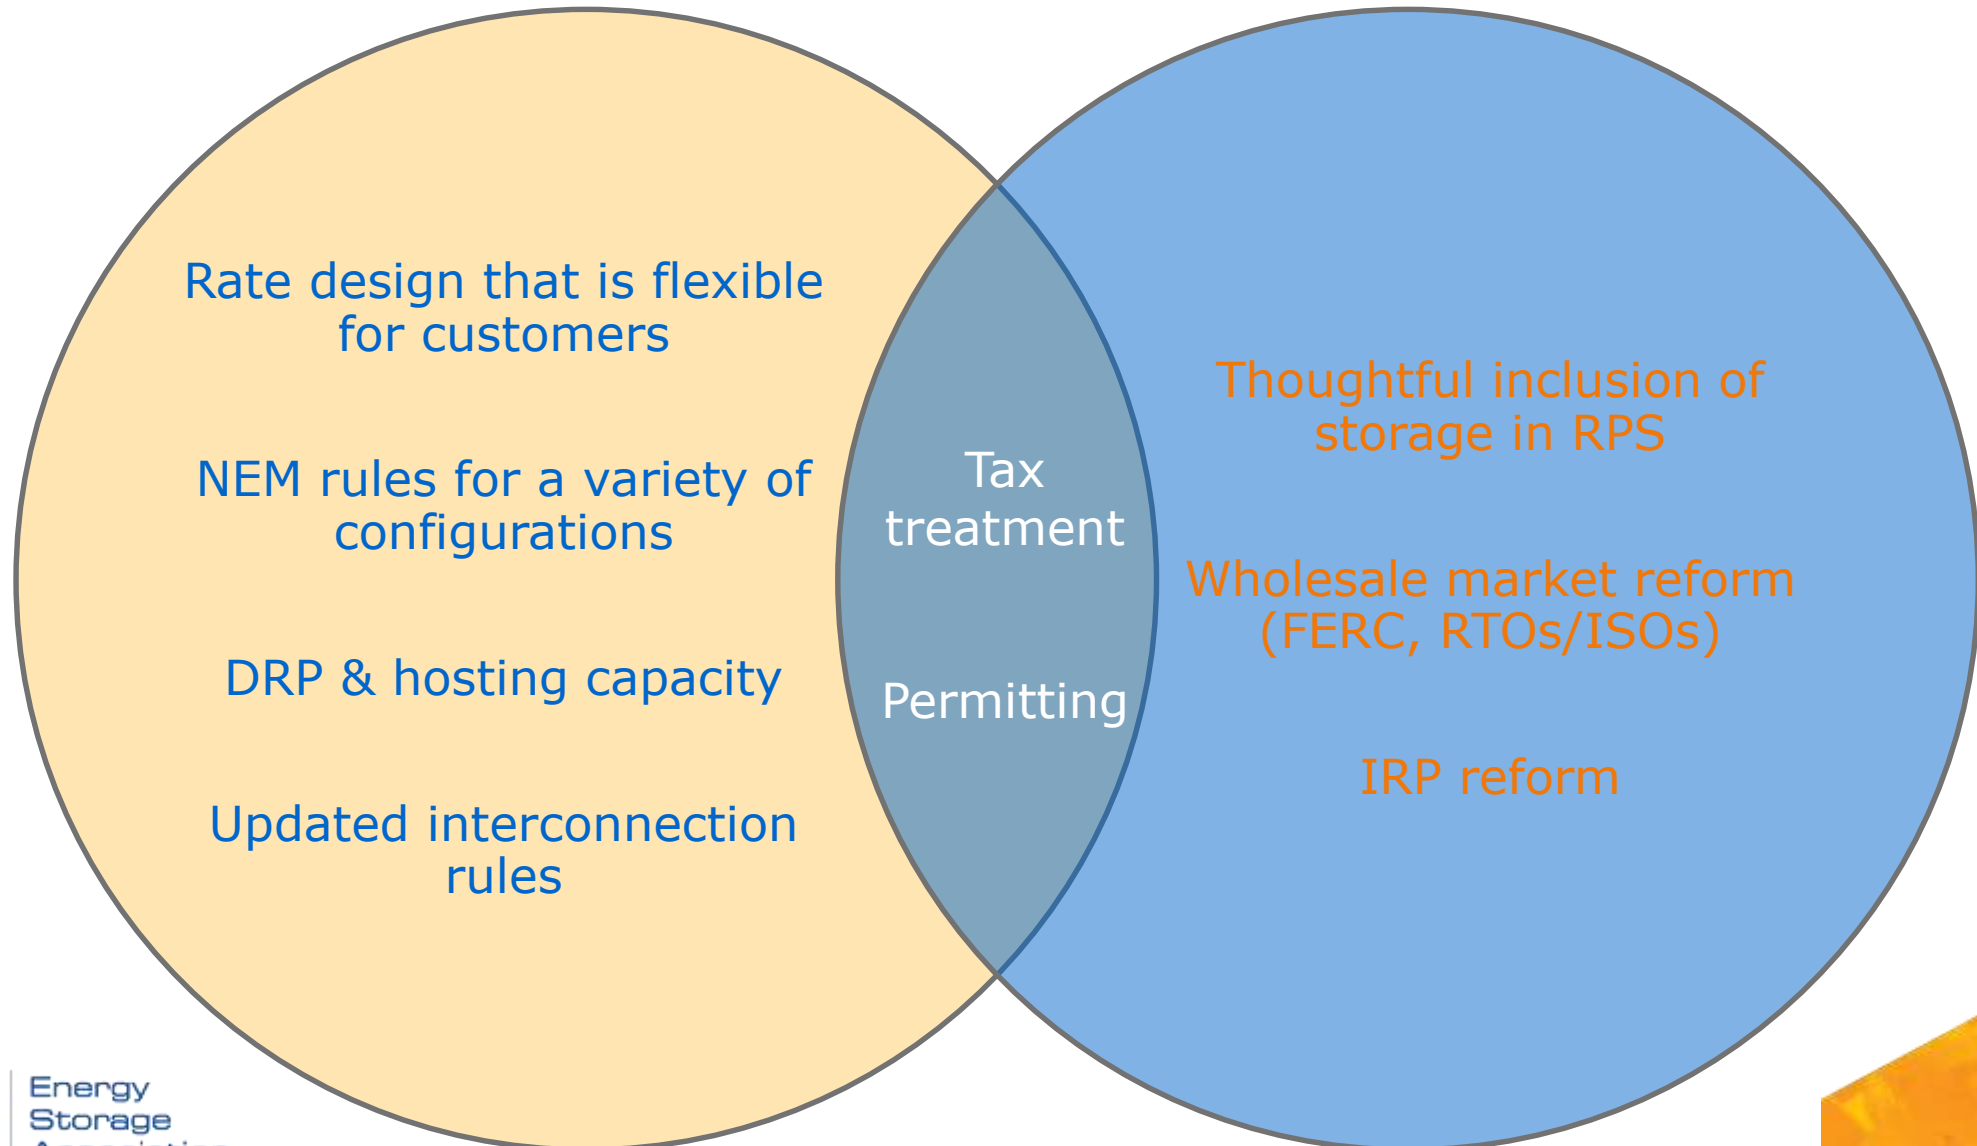 Rate design that is flexible
for customers
NEM rules for a variety of
configurations
DRP & hosting capacity
Updated interconnection
rules
Tax
treatment
Permitting
Thoughtful inclusion of
storage in RPS
Wholesale market reform
(FERC, RTOs/ISOs)
IRP reform
Energy
Storage